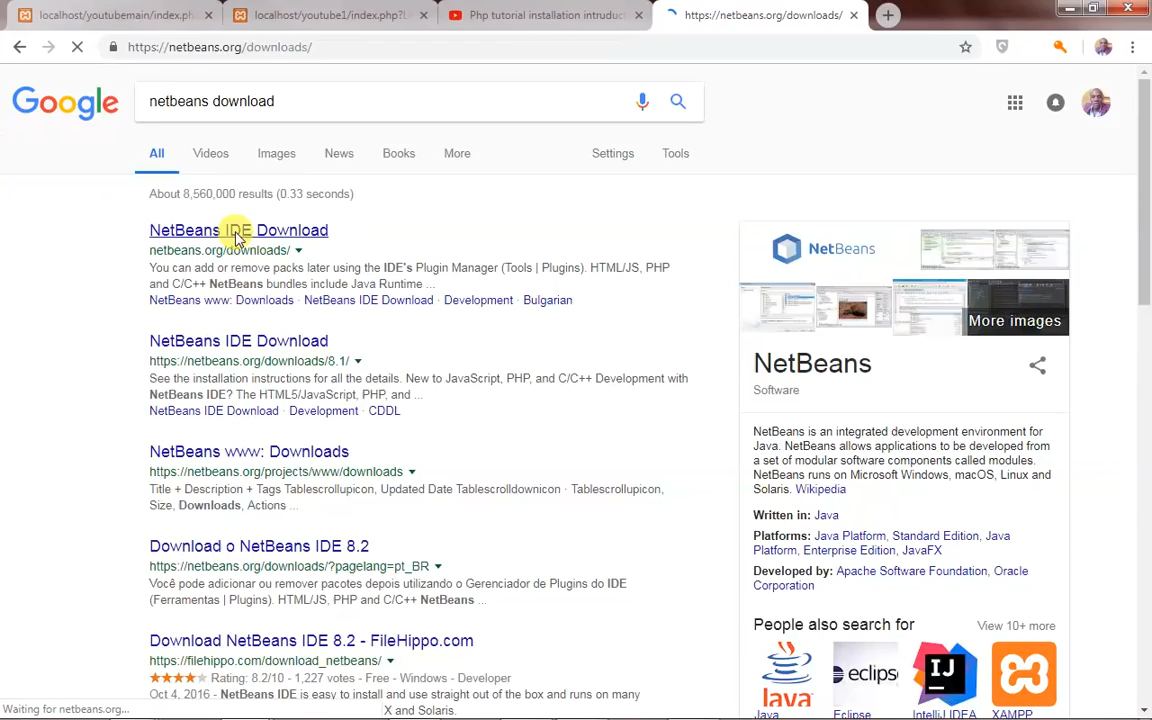 localhost/youtubemain/index.ph
localhost/youtube1/index.php?Li
Php tutorial installation intruduct
https://netbeans.org/downloads/
https://netbeans.org/downloads/
Google
netbeans download
All
Videos
Images
News
Books
More
Settings
Tools
About 8,560,000 results (0.33 seconds)
NetBeans IDE Download
netbeans.org/downloads/
You can add or remove packs later using the IDE's Plugin Manager (Tools | Plugins). HTML/JS, PHP
and C/C++ NetBeans bundles include Java Runtime ...
NetBeans www: Downloads · NetBeans IDE Download · Development · Bulgarian
NetBeans IDE Download
https://netbeans.org/downloads/8.1/
See the installation instructions for all the details. New to JavaScript, PHP, and C/C++ Development with
NetBeans IDE? The HTML5/JavaScript, PHP, and ...
NetBeans IDE Download · Development · CDDL
NetBeans www: Downloads
https://netbeans.org/projects/www/downloads
Title + Description + Tags Tablescrollupicon, Updated Date Tablescrolldownicon · Tablescrollupicon,
Size, Downloads, Actions ...
Download o NetBeans IDE 8.2
https://netbeans.org/downloads/?pagelang=pt_BR
Você pode adicionar ou remover pacotes depois utilizando o Gerenciador de Plugins do IDE
(Ferramentas | Plugins). HTML/JS, PHP and C/C++ NetBeans ...
Download NetBeans IDE 8.2 - FileHippo.com
https://filehippo.com/download_netbeans/
Rating: 8.2/10 - 1,227 votes - Free - Windows - Developer
Oct 4, 2016 - NetBeans IDE is easy to install and use straight out of the box and runs on many
X and Solaris.
Waiting for netbeans.org...
NetBeans
More images
NetBeans
Software
NetBeans is an integrated development environment for
Java. NetBeans allows applications to be developed from
a set of modular software components called modules.
NetBeans runs on Microsoft Windows, macOS, Linux and
Solaris. Wikipedia
Written in: Java
Platforms: Java Platform, Standard Edition, Java
Platform, Enterprise Edition, JavaFX
Developed by: Apache Software Foundation, Oracle
Corporation
People also search for
View 10+ more
Java
eclips
IJ
Java
Eclipse
IntelliJ IDEA
XAMPP